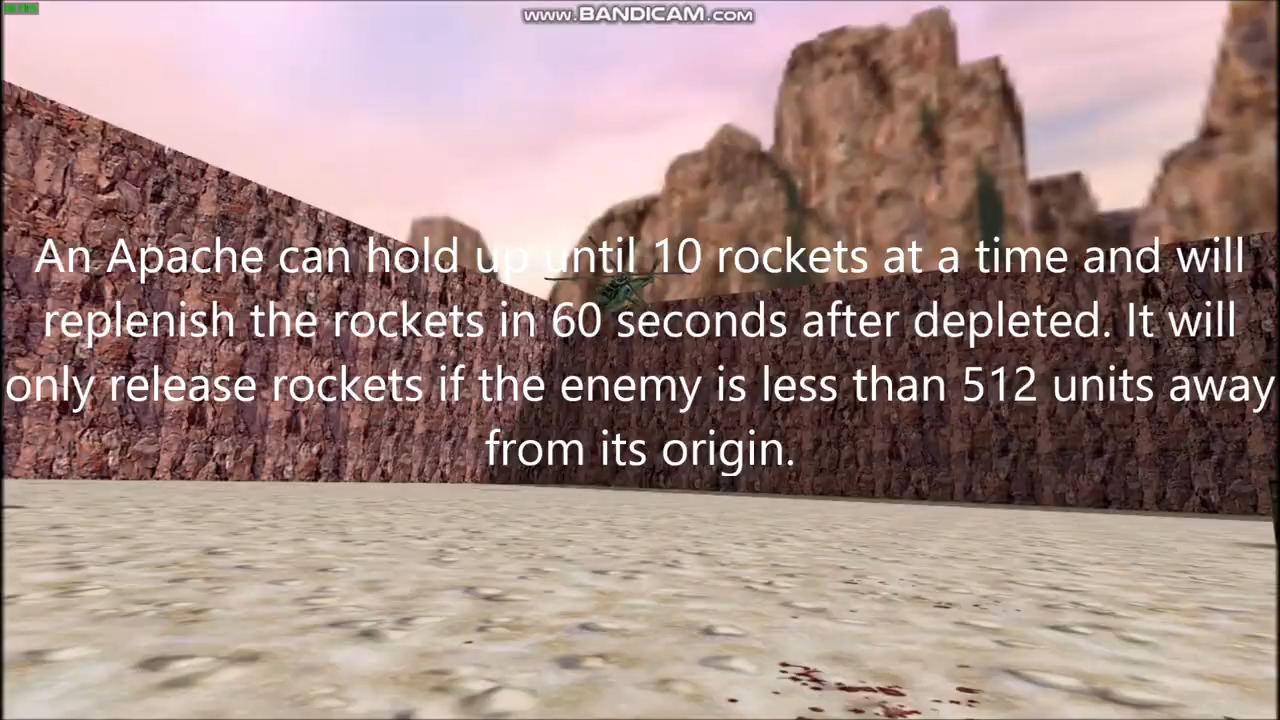 www.BANDICAM.com
An Apache can hold up until 10 rockets at a time and will
replenish the rockets in 60 seconds after depleted. It will
only release rockets if the enemy is less than 512 units away
from its origin.